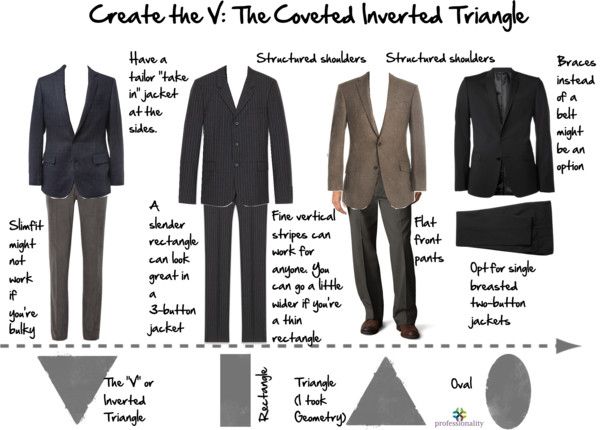 Create the V: The Coveted Inverted Triangle
Have a
tailor "take
in" jacket
at the
sides.
Structured shoulders
Structured shoulders
Braces
instead
of a
belt
might
be an
option
Slimfit
might
not
work
if
you're
bulky
A
slender
rectangle
can look
great in
a
3-button
jacket
Fine vertical
stripes can
work for
anyone. You
can go a little
wider if you're
a thin
rectangle
Flat
front
pants
Opt for single
breasted
two-button
jackets
The "V" or
Inverted
Triangle
Rectangle
Triangle
(I took
Geometry)
Oval
professionality